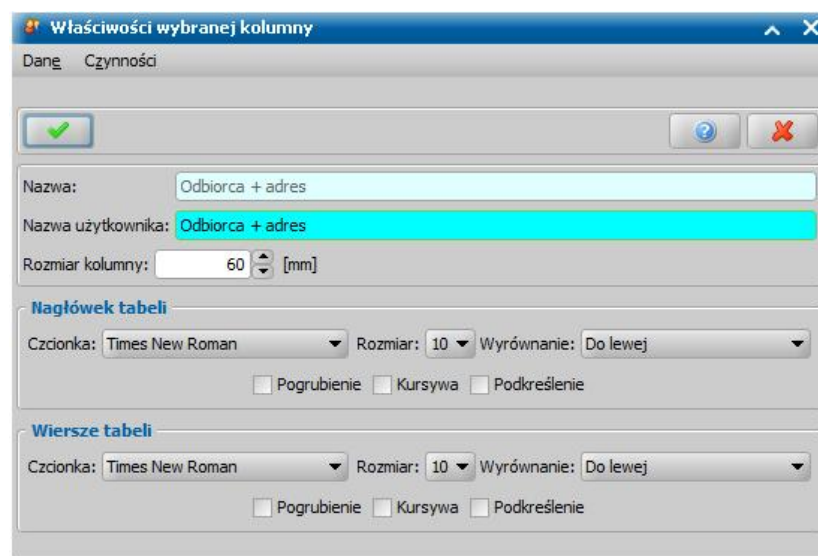 Właściwości wybranej kolumny
Dane Czynności
Nazwa: Odbiorca + adres
Nazwa użytkownika: Odbiorca + adres
Rozmiar kolumny: 60 [mm]
Nagłówek tabeli
Czcionka: Times New Roman Rozmiar: 10 Wyrównanie: Do lewej
Pogrubienie Kursywa Podkreślenie
Wiersze tabeli
Czcionka: Times New Roman Rozmiar: 10 Wyrównanie: Do lewej
Pogrubienie Kursywa Podkreślenie